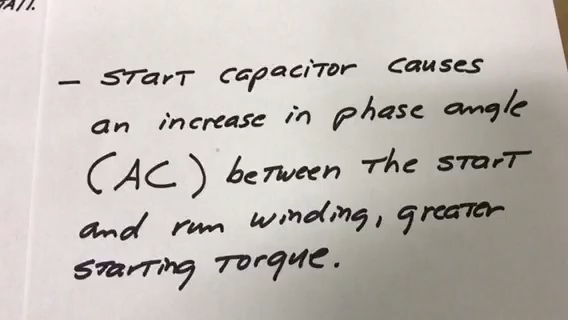 - START CAPACITOR CAUSES
an increase in phase angle
(AC) between The START
and run winding, greater
STarTing Torque.